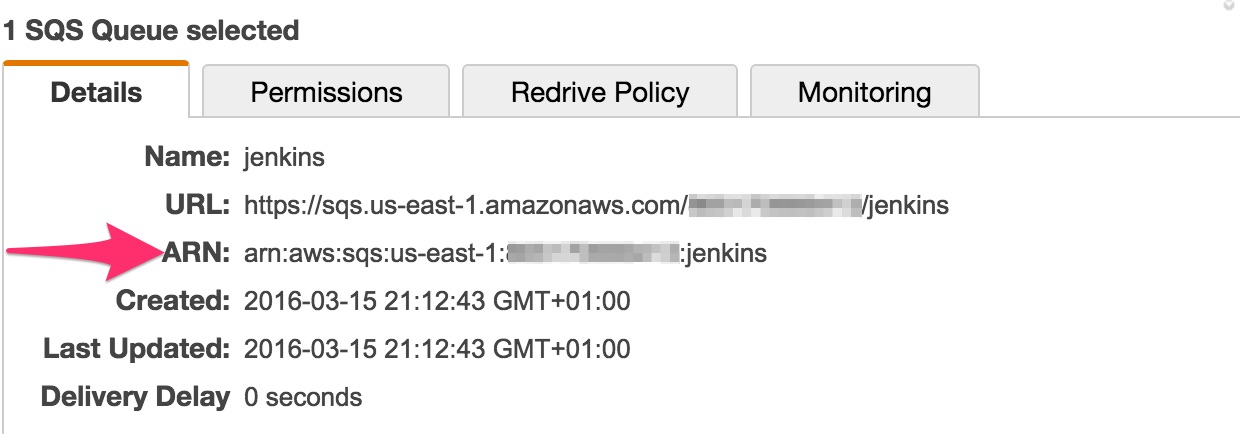 1 SQS Queue selected
Details Permissions Redrive Policy Monitoring
Name: jenkins
URL: https://sqs.us-east-1.amazonaws.com/ /jenkins
ARN: arn:aws:sqs:us-east-1: :jenkins
Created: 2016-03-15 21:12:43 GMT+01:00
Last Updated: 2016-03-15 21:12:43 GMT+01:00
Delivery Delay 0 seconds